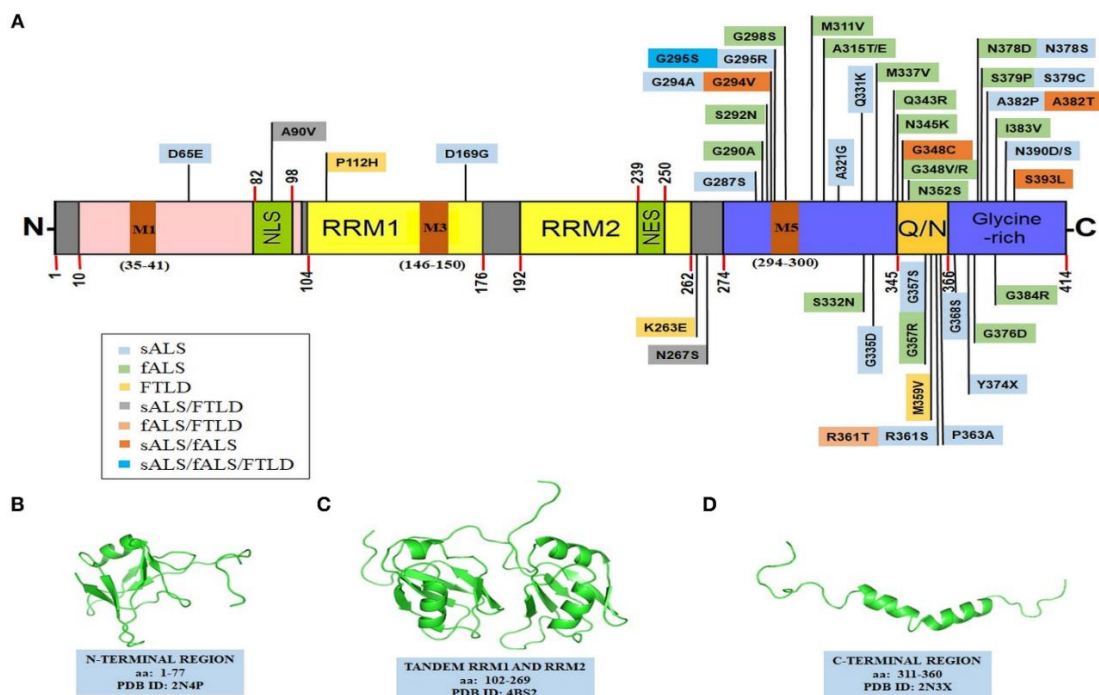 A
G298S
M311V
A315T/E
N378D N378S
G295S G295R
M337V
S379P S379C
G294A G294V
Q331K
Q343R
A382P A382T
S292N
N345K
I383V
A90V
G348C
D65E
P112H
D169G
G290A
A321G
G348V/R
N390D/S
G287S
N352S
S393L
82
98
239
250
N-
M1
NLS
RRM1
M3
RRM2
NES
M5
Q/N
Glycine
-rich
-C
1
10
(35-41)
104
(146-150)
176
192
262
274
(294-300)
345
366
414
K263E
N267S
S332N
G335D
G357S
G357R
M359V
G368S
G384R
G376D
Y374X
R361T R361S
P363A
sALS
fALS
FTLD
sALS/FTLD
fALS/FTLD
sALS/fALS
sALS/fALS/FTLD
B
C
D
N-TERMINAL REGION
aa: 1-77
PDB ID: 2N4P
TANDEM RRM1 AND RRM2
aa: 102-269
PDB ID: 4BS2
C-TERMINAL REGION
aa: 311-360
PDB ID: 2N3X